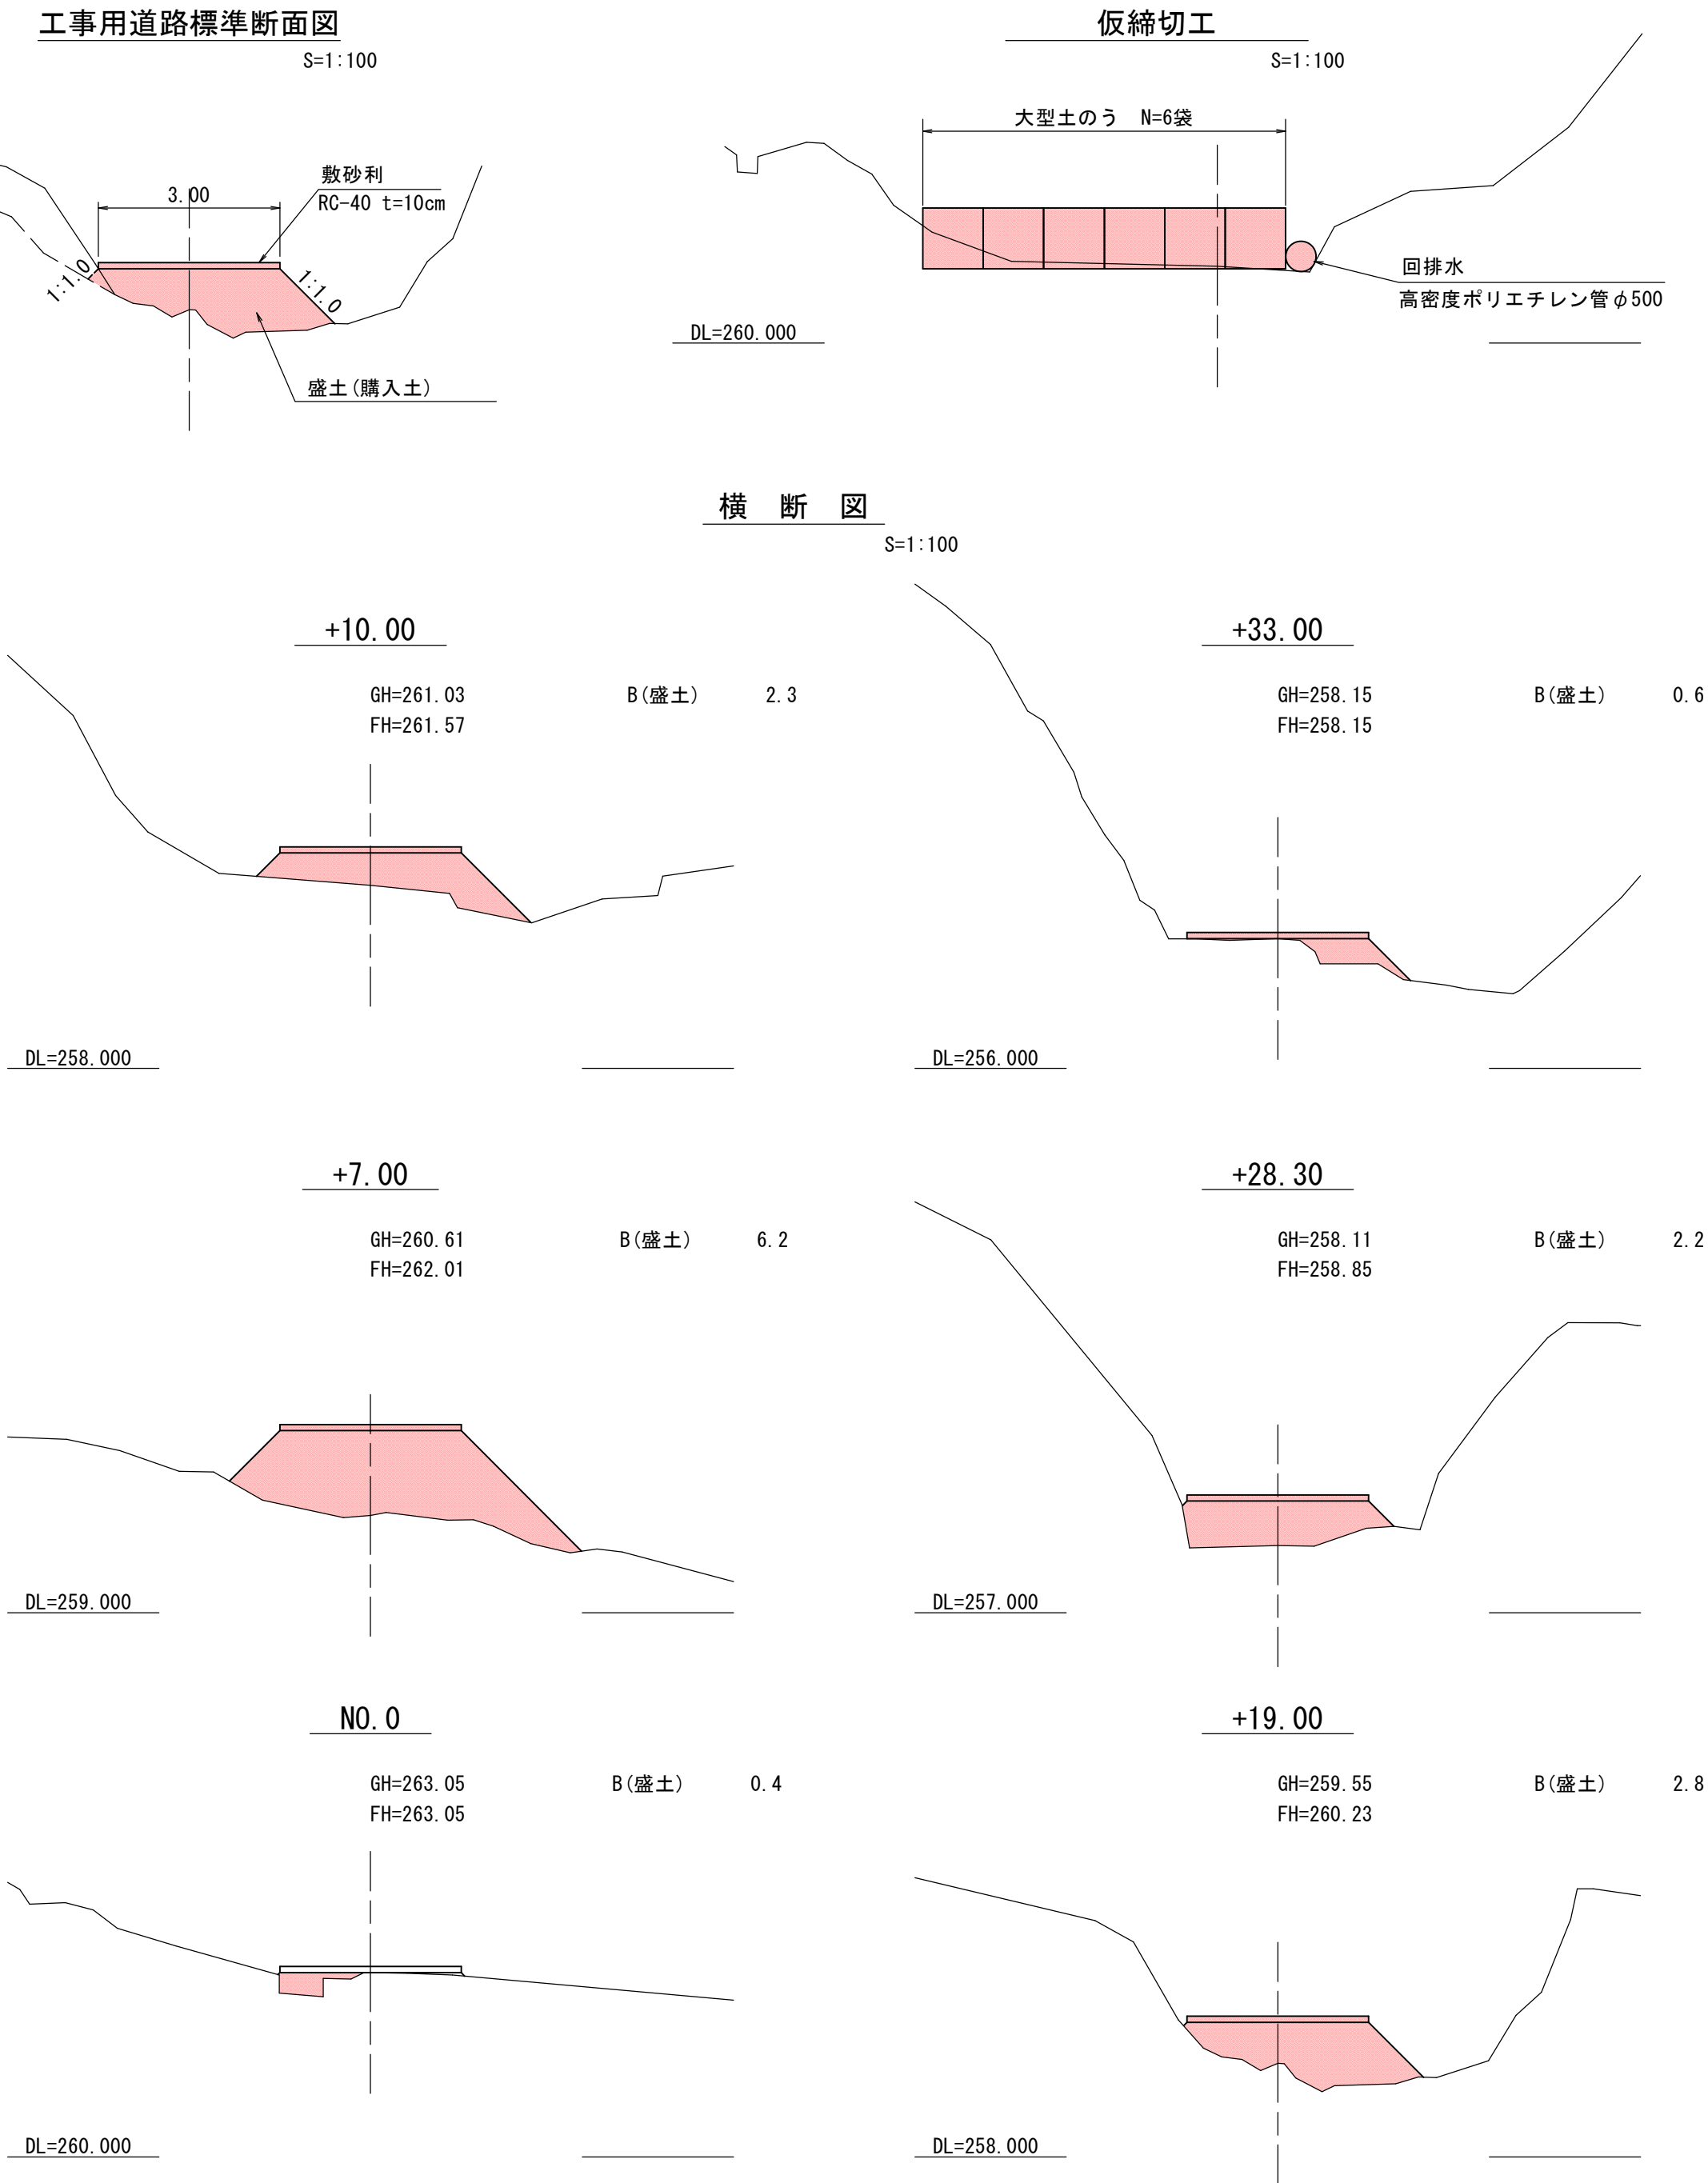 工事用道路標準断面図
S=1:100
3.00
敷砂利
RC-40 t=10cm
1:1.0
1:1.0
盛土(購入土)
仮締切工
S=1:100
大型土のう N=6袋
回排水
高密度ポリエチレン管φ500
DL=260.000
横 断 図
S=1:100
+10.00
GH=261.03 B(盛土) 2.3
FH=261.57
DL=258.000
+33.00
GH=258.15 B(盛土) 0.6
FH=258.15
DL=256.000
+7.00
GH=260.61 B(盛土) 6.2
FH=262.01
DL=259.000
+28.30
GH=258.11 B(盛土) 2.2
FH=258.85
DL=257.000
NO.0
GH=263.05 B(盛土) 0.4
FH=263.05
DL=260.000
+19.00
GH=259.55 B(盛土) 2.8
FH=260.23
DL=258.000